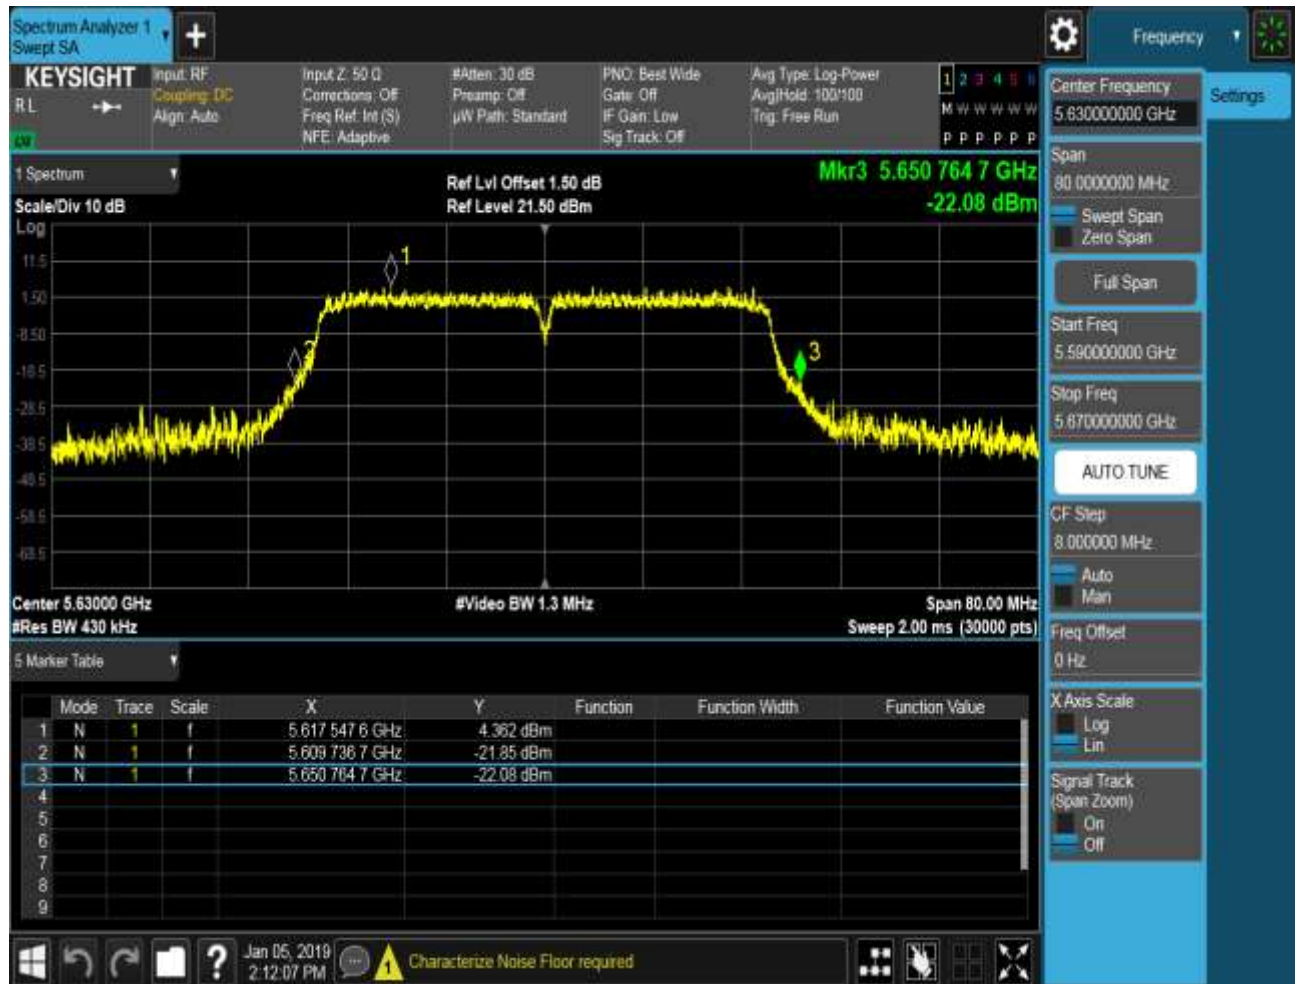 Spectrum Analyzer 1
Swept SA
+
Frequency
KEYSIGHT
R L
Input: RF
Coupling: DC
Align: Auto
Input Z: 50 Ω
Corrections: Off
Freq Ref: Int (S)
NFE: Adaptive
#Atten: 30 dB
Preamp: Off
µW Path: Standard
PNO: Best Wide
Gate: Off
IF Gain: Low
Sig Track: Off
Avg Type: Log-Power
Avg|Hold: 100/100
Trig: Free Run
1 2 3 4 5 6
M W W W W W
P P P P P P
1 Spectrum
Scale/Div 10 dB
Ref Lvl Offset 1.50 dB
Ref Level 21.50 dBm
Mkr3 5.650 764 7 GHz
-22.08 dBm
Log
11.5
1.50
-8.50
-18.5
-28.5
-38.5
-48.5
-58.5
-68.5
1
2
3
Center 5.63000 GHz
#Res BW 430 kHz
#Video BW 1.3 MHz
Span 80.00 MHz
Sweep 2.00 ms (30000 pts)
5 Marker Table
Mode Trace Scale X Y Function Function Width Function Value
1 N 1 f 5.617 547 6 GHz 4.362 dBm
2 N 1 f 5.609 736 7 GHz -21.85 dBm
3 N 1 f 5.650 764 7 GHz -22.08 dBm
4
5
6
7
8
9
Jan 05, 2019
2:12:07 PM
Characterize Noise Floor required
Settings
Center Frequency
5.630000000 GHz
Span
80.0000000 MHz
Swept Span
Zero Span
Full Span
Start Freq
5.590000000 GHz
Stop Freq
5.670000000 GHz
AUTO TUNE
CF Step
8.000000 MHz
Auto
Man
Freq Offset
0 Hz
X Axis Scale
Log
Lin
Signal Track
(Span Zoom)
On
Off